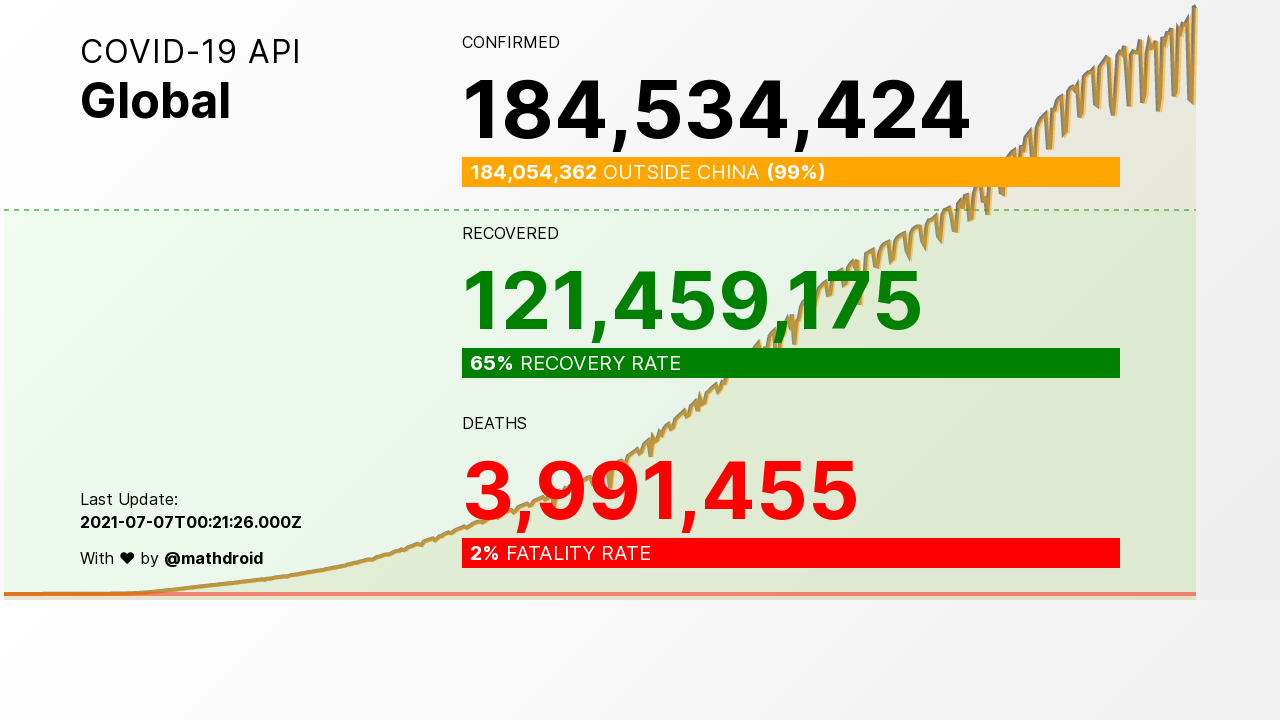 COVID-19 API
Global
CONFIRMED
184,534,424
184,054,362 OUTSIDE CHINA (99%)
RECOVERED
121,459,175
65% RECOVERY RATE
DEATHS
3,991,455
2% FATALITY RATE
Last Update:
2021-07-07T00:21:26.000Z
With ❤ by @mathdroid